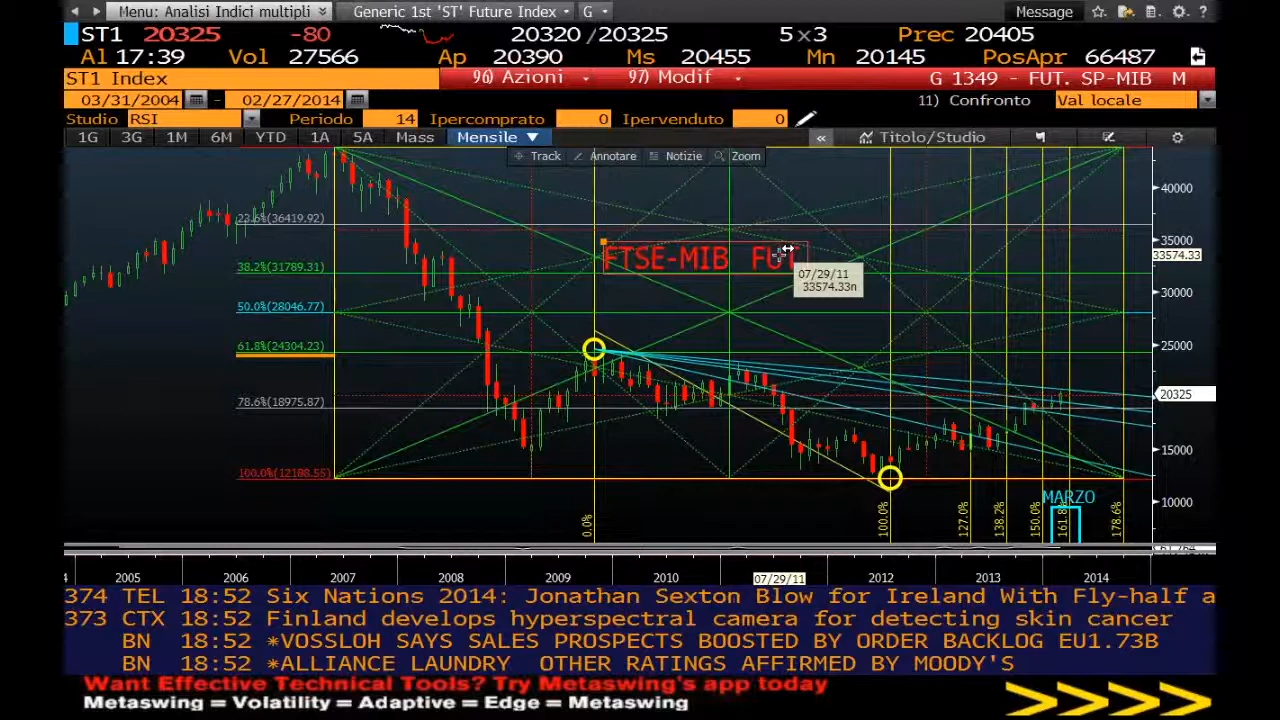 Menu: Analisi Indici multipli Generic 1st 'ST' Future Index G Message ?
ST1 20325 -80 20320 /20325 5x3 Prec 20405
Al 17:39 Vol 27566 Ap 20390 Ms 20455 Mn 20145 PosApr 66487
ST1 Index 96) Azioni 97) Modif G 1349 - FUT. SP-MIB M
03/31/2004 - 02/27/2014 11) Confronto Val locale
Studio RSI Periodo 14 Ipercomprato 0 Ipervenduto 0
1G 3G 1M 6M YTD 1A 5A Mass Mensile « Titolo/Studio
Track Annotare Notizie Zoom
40000
23.6%(36419.92)
35000
FTSE-MIB FUT
33574.33
38.2%(31789.31)
07/29/11
33574.33n
30000
50.0%(28046.77)
25000
61.8%(24304.23)
20325
78.6%(18975.87)
15000
100.0%(12188.55)
MARZO
10000
0.0% 100.0% 127.0% 138.2% 150.0% 161.8% 178.6%
4 2005 2006 2007 2008 2009 2010 07/29/11 2012 2013 2014
374 TEL 18:52 Six Nations 2014: Jonathan Sexton Blow for Ireland With Fly-half a
373 CTX 18:52 Finland develops hyperspectral camera for detecting skin cancer
BN 18:52 *VOSSLOH SAYS SALES PROSPECTS BOOSTED BY ORDER BACKLOG EU1.73B
BN 18:52 *ALLIANCE LAUNDRY OTHER RATINGS AFFIRMED BY MOODY'S
Want Effective Technical Tools? Try Metaswing's app today
Metaswing = Volatility = Adaptive = Edge = Metaswing